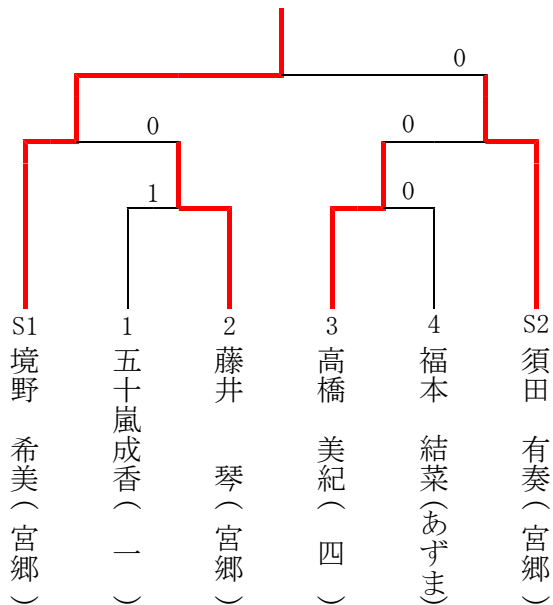 0
0
0
1
0
S1
1
2
3
4
S2
境野　希美(宮郷)
五十嵐成香(一)
藤井　琴(宮郷)
高橋　美紀(四)
福本　結菜(あずま)
須田　有奏(宮郷)